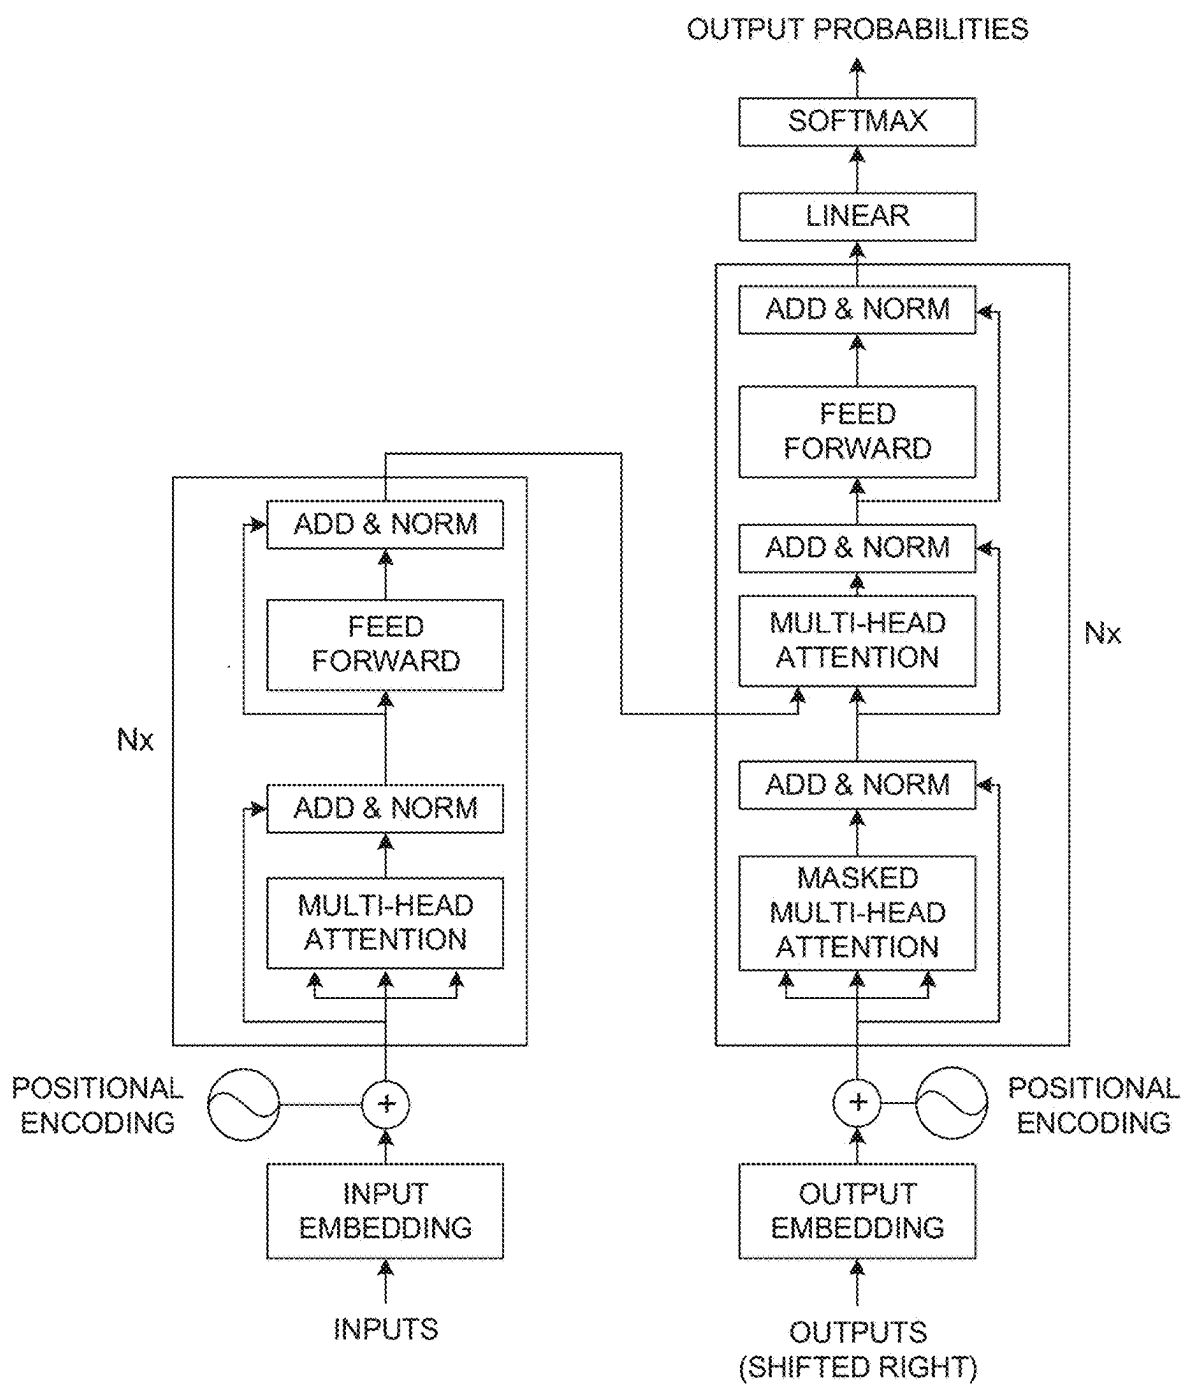 OUTPUT PROBABILITIES
SOFTMAX
LINEAR
ADD & NORM
FEED
FORWARD
ADD & NORM
MULTI-HEAD
ATTENTION
Nx
ADD & NORM
MASKED
MULTI-HEAD
ATTENTION
POSITIONAL
ENCODING
+
OUTPUT
EMBEDDING
OUTPUTS
(SHIFTED RIGHT)
ADD & NORM
FEED
FORWARD
Nx
ADD & NORM
MULTI-HEAD
ATTENTION
POSITIONAL
ENCODING
+
INPUT
EMBEDDING
INPUTS